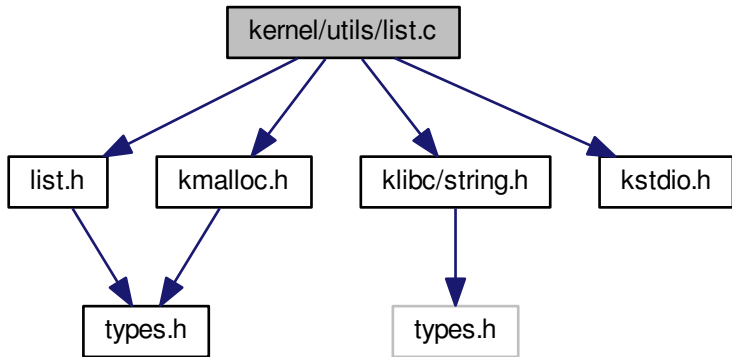 kernel/utils/list.c
list.h
kmalloc.h
klibc/string.h
kstdio.h
types.h
types.h